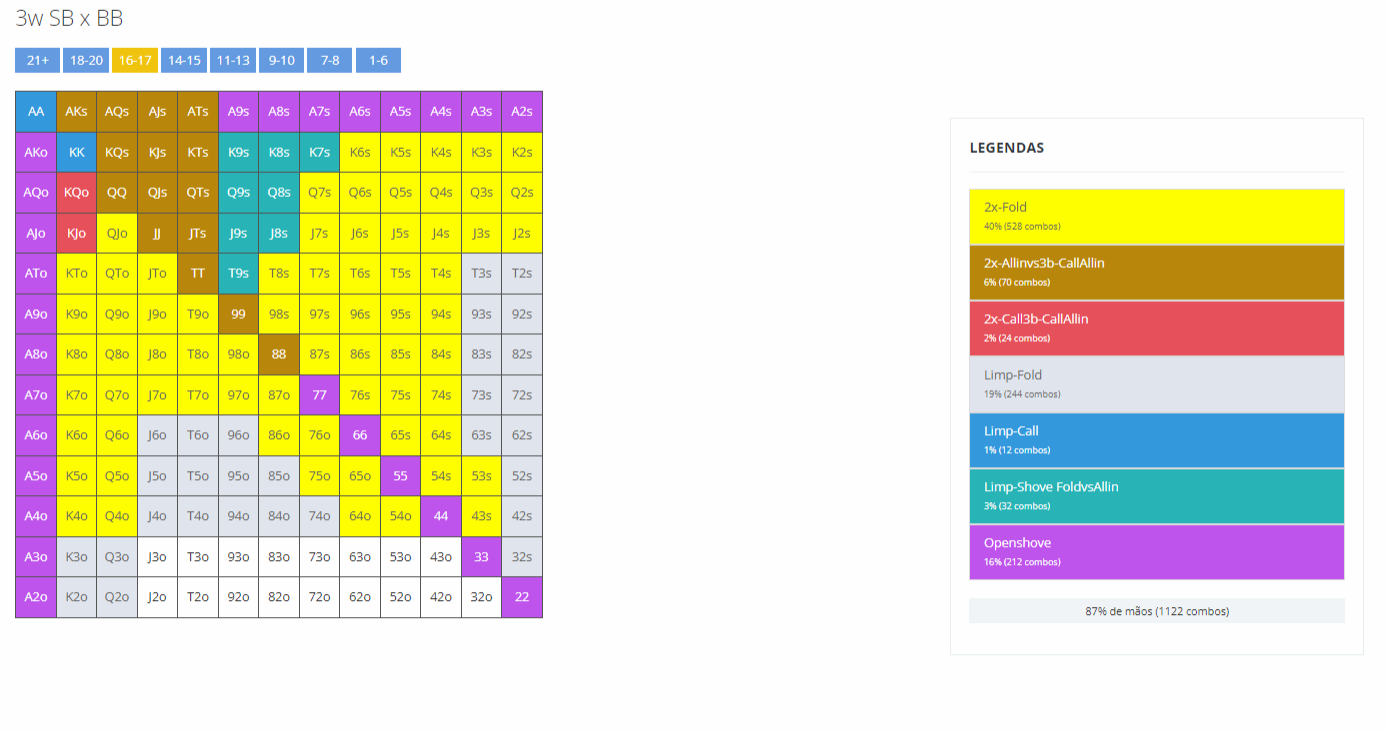 3w SB x BB
21+ 18-20 16-17 14-15 11-13 9-10 7-8 1-6
AA AKs AQs AJs ATs A9s A8s A7s A6s A5s A4s A3s A2s
AKo KK KQs KJs KTs K9s K8s K7s K6s K5s K4s K3s K2s
AQo KQo QQ QJs QTs Q9s Q8s Q7s Q6s Q5s Q4s Q3s Q2s
AJo KJo QJo JJ JTs J9s J8s J7s J6s J5s J4s J3s J2s
ATo KTo QTo JTo TT T9s T8s T7s T6s T5s T4s T3s T2s
A9o K9o Q9o J9o T9o 99 98s 97s 96s 95s 94s 93s 92s
A8o K8o Q8o J8o T8o 98o 88 87s 86s 85s 84s 83s 82s
A7o K7o Q7o J7o T7o 97o 87o 77 76s 75s 74s 73s 72s
A6o K6o Q6o J6o T6o 96o 86o 76o 66 65s 64s 63s 62s
A5o K5o Q5o J5o T5o 95o 85o 75o 65o 55 54s 53s 52s
A4o K4o Q4o J4o T4o 94o 84o 74o 64o 54o 44 43s 42s
A3o K3o Q3o J3o T3o 93o 83o 73o 63o 53o 43o 33 32s
A2o K2o Q2o J2o T2o 92o 82o 72o 62o 52o 42o 32o 22
LEGENDAS
2x-Fold
40% (528 combos)
2x-Allinvs3b-CallAllin
6% (70 combos)
2x-Call3b-CallAllin
2% (24 combos)
Limp-Fold
19% (244 combos)
Limp-Call
1% (12 combos)
Limp-Shove FoldvsAllin
3% (32 combos)
Openshove
16% (212 combos)
87% de mãos (1122 combos)